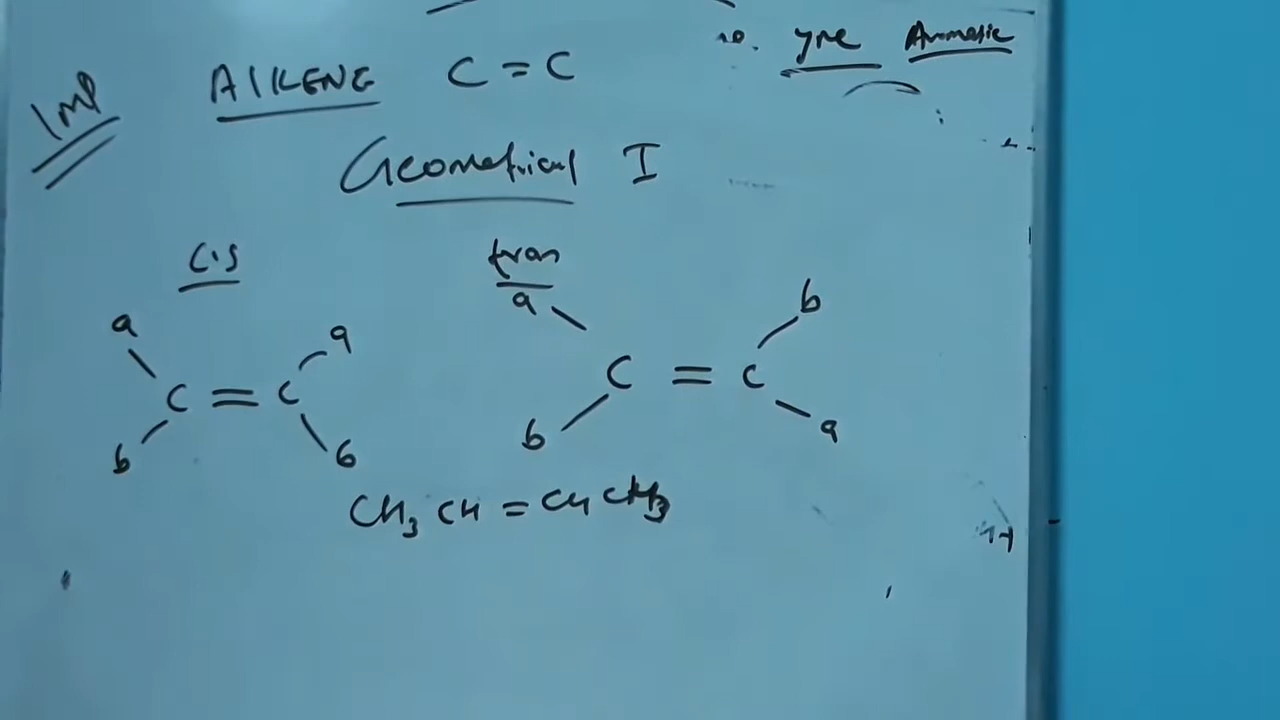 yne Aromatic
IMP
ALKENE C=C
Geometrical I
Cis
tran
a a
C = C
b b
a b
C = C
b a
CH3 CH = CH CH3